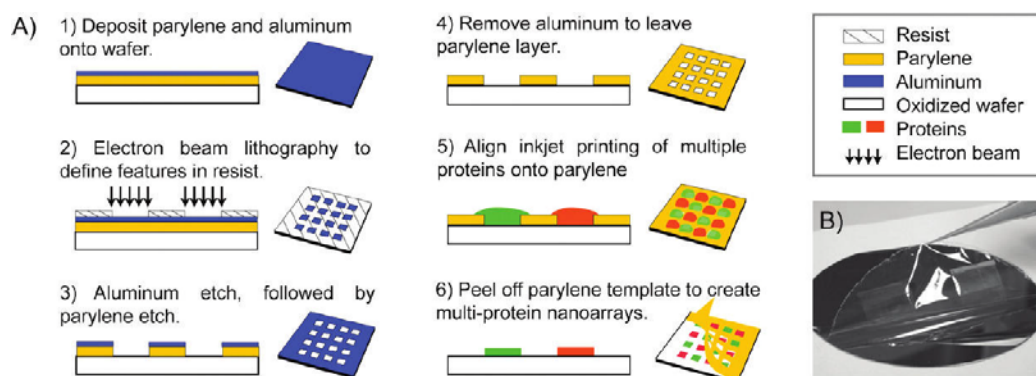 A)
1) Deposit parylene and aluminum
onto wafer.
2) Electron beam lithography to
define features in resist.
3) Aluminum etch, followed by
parylene etch.
4) Remove aluminum to leave
parylene layer.
5) Align inkjet printing of multiple
proteins onto parylene
6) Peel off parylene template to create
multi-protein nanoarrays.
Resist
Parylene
Aluminum
Oxidized wafer
Proteins
Electron beam
B)